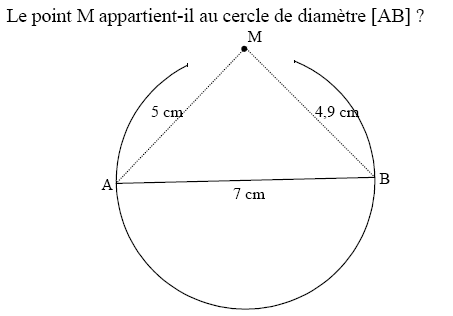 Le point M appartient-il au cercle de diamètre [AB] ?
M
5 cm
4,9 cm
A
B
7 cm